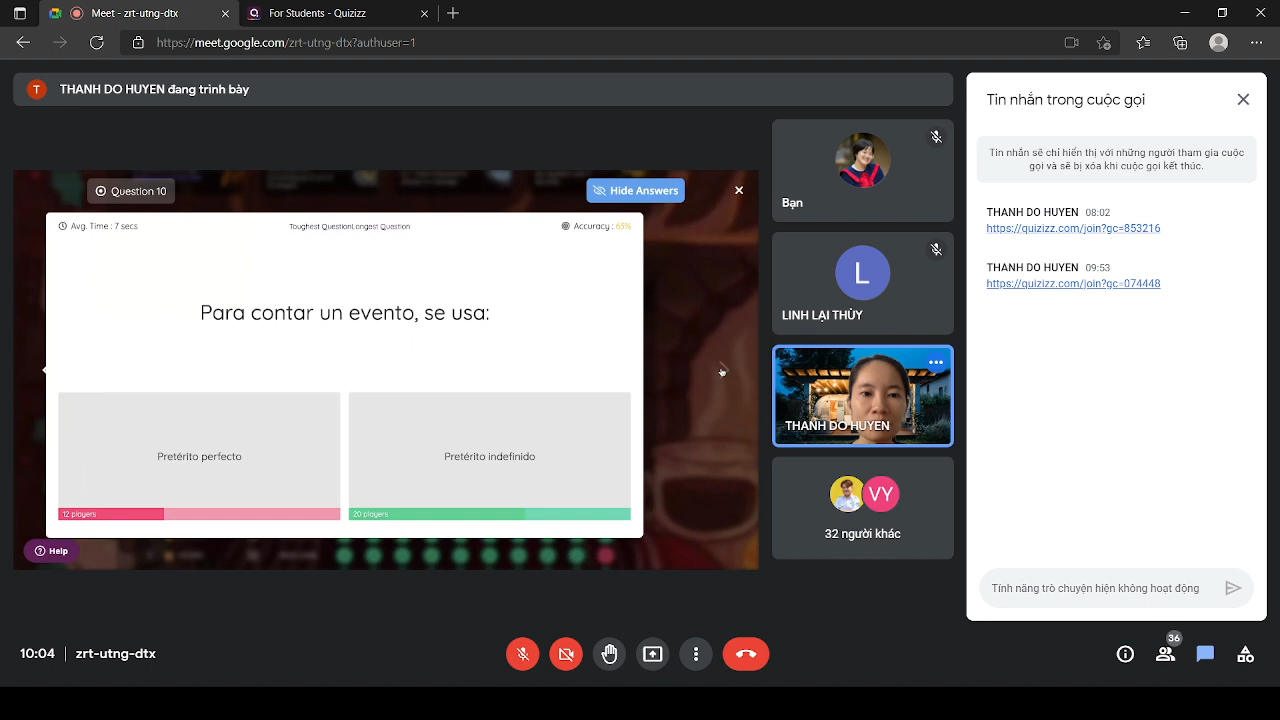 Meet - zrt-utng-dtx
For Students - Quizizz
https://meet.google.com/zrt-utng-dtx?authuser=1
T
THANH DO HUYEN đang trình bày
Question 10
Hide Answers
Avg. Time : 7 secs
Toughest QuestionLongest Question
Accuracy : 65%
Para contar un evento, se usa:
Pretérito perfecto
Pretérito indefinido
12 players
20 players
Help
Bạn
L
LINH LẠI THÙY
THANH DO HUYEN
VY
32 người khác
Tin nhắn trong cuộc gọi
Tin nhắn sẽ chỉ hiển thị với những người tham gia cuộc
gọi và sẽ bị xóa khi cuộc gọi kết thúc.
THANH DO HUYEN 08:02
https://quizizz.com/join?gc=853216
THANH DO HUYEN 09:53
https://quizizz.com/join?gc=074448
Tính năng trò chuyện hiện không hoạt động
10:04 | zrt-utng-dtx
36